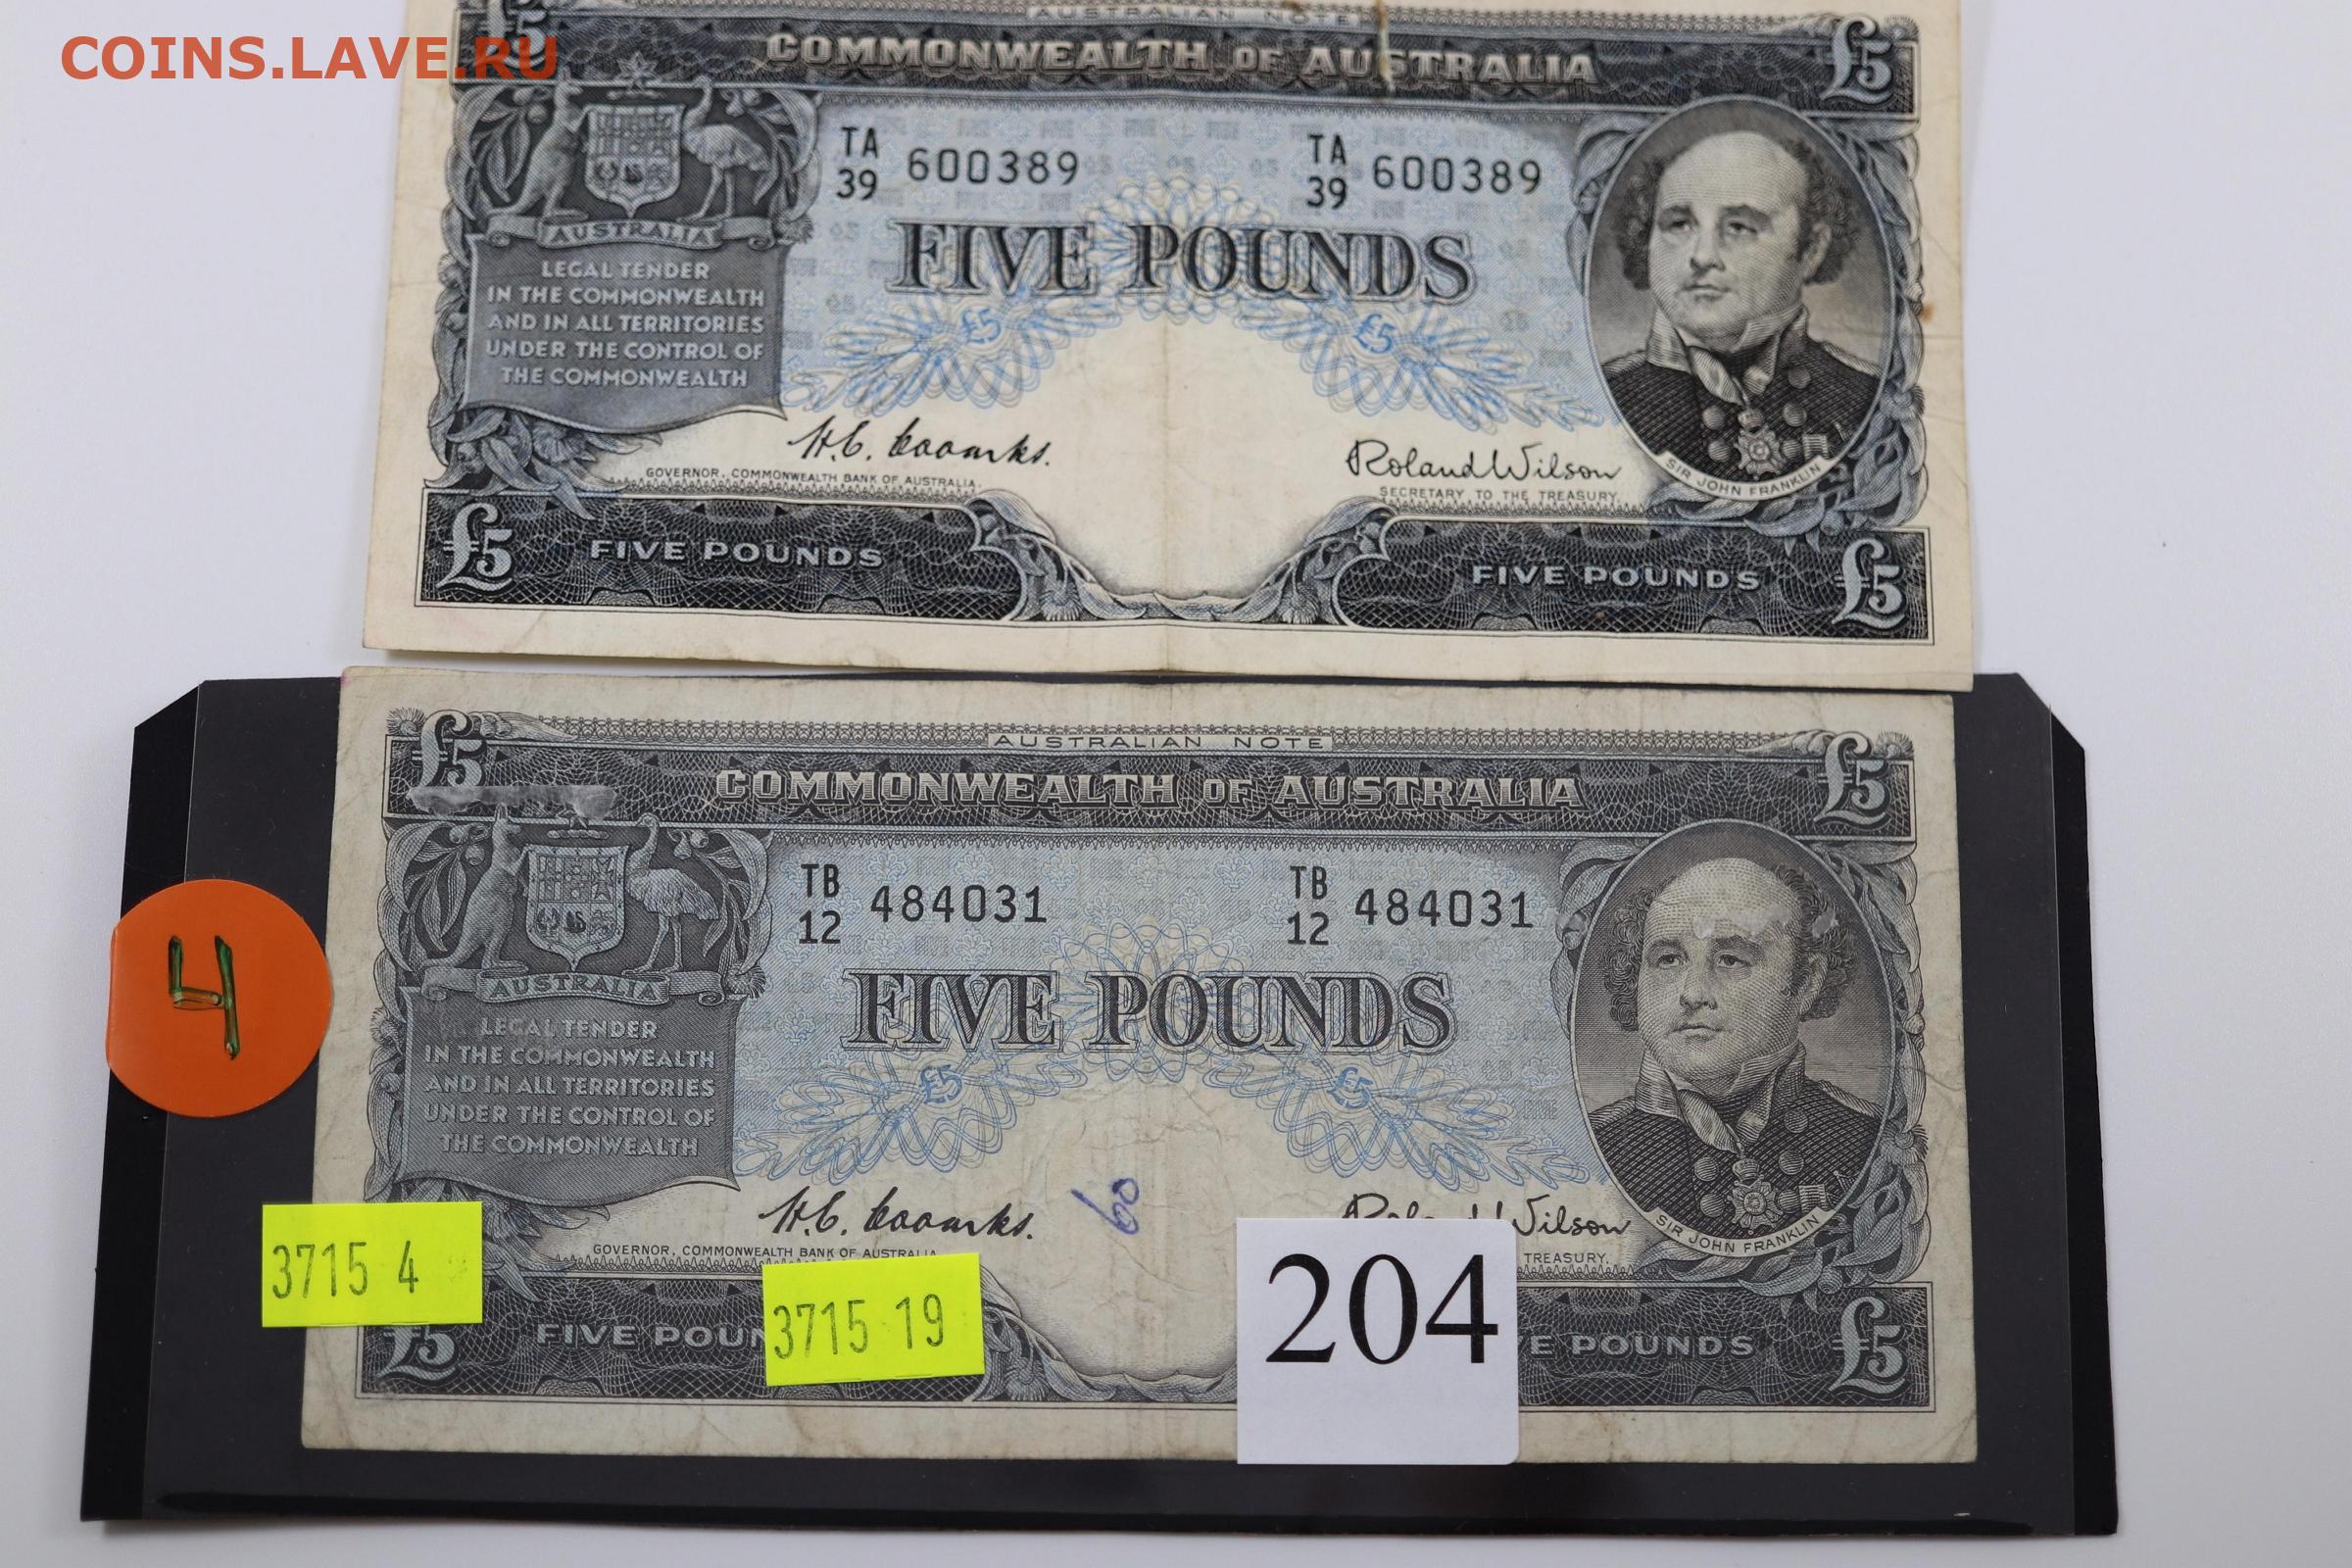 COINS.LAVE.RU
£5
AUSTRALIAN NOTE
COMMONWEALTH OF AUSTRALIA
£5
TA
39
600389
TA
39
600389
AUSTRALIA
FIVE POUNDS
LEGAL TENDER
IN THE COMMONWEALTH
AND IN ALL TERRITORIES
UNDER THE CONTROL OF
THE COMMONWEALTH
£5
£5
H.C. Coombs.
GOVERNOR, COMMONWEALTH BANK OF AUSTRALIA.
Roland Wilson
SECRETARY TO THE TREASURY.
SIR JOHN FRANKLIN
£5
FIVE POUNDS
FIVE POUNDS
£5
£5
AUSTRALIAN NOTE
COMMONWEALTH OF AUSTRALIA
£5
TB
12
484031
TB
12
484031
4
AUSTRALIA
FIVE POUNDS
LEGAL TENDER
IN THE COMMONWEALTH
AND IN ALL TERRITORIES
UNDER THE CONTROL OF
THE COMMONWEALTH
£5
£5
60
H.C. Coombs.
GOVERNOR, COMMONWEALTH BANK OF AUSTRALIA
Wilson
TREASURY.
SIR JOHN FRANKLIN
3715 4
3715 19
204
£5
FIVE POUN
E POUNDS
£5